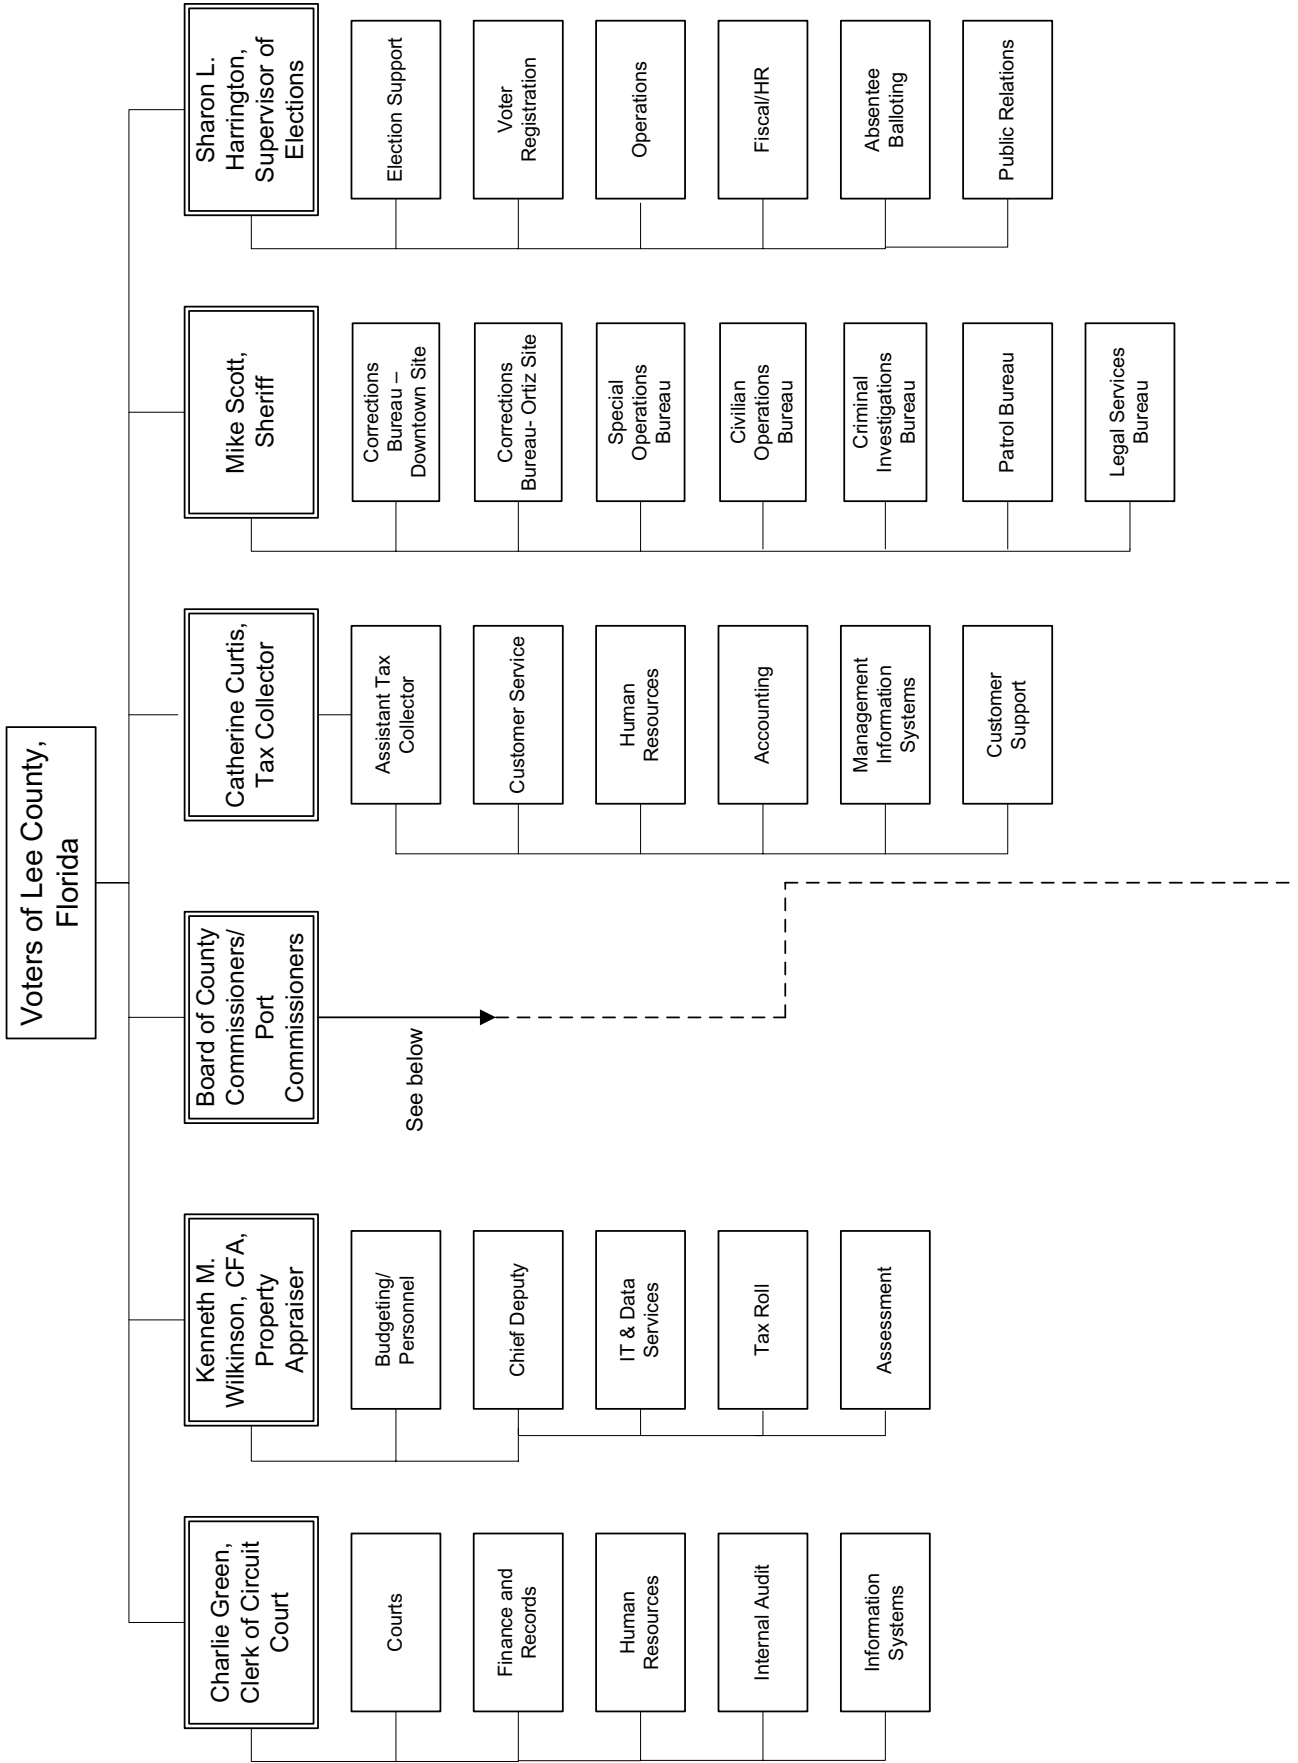 Voters of Lee County,
Florida
Charlie Green,
Clerk of Circuit
Court
Courts
Finance and
Records
Human
Resources
Internal Audit
Information
Systems
Kenneth M.
Wilkinson, CFA,
Property
Appraiser
Budgeting/
Personnel
Chief Deputy
IT & Data
Services
Tax Roll
Assessment
Board of County
Commissioners/
Port
Commissioners
See below
Catherine Curtis,
Tax Collector
Assistant Tax
Collector
Customer Service
Human
Resources
Accounting
Management
Information
Systems
Customer
Support
Mike Scott,
Sheriff
Corrections
Bureau –
Downtown Site
Corrections
Bureau- Ortiz Site
Special
Operations
Bureau
Civilian
Operations
Bureau
Criminal
Investigations
Bureau
Patrol Bureau
Legal Services
Bureau
Sharon L.
Harrington,
Supervisor of
Elections
Election Support
Voter
Registration
Operations
Fiscal/HR
Absentee
Balloting
Public Relations